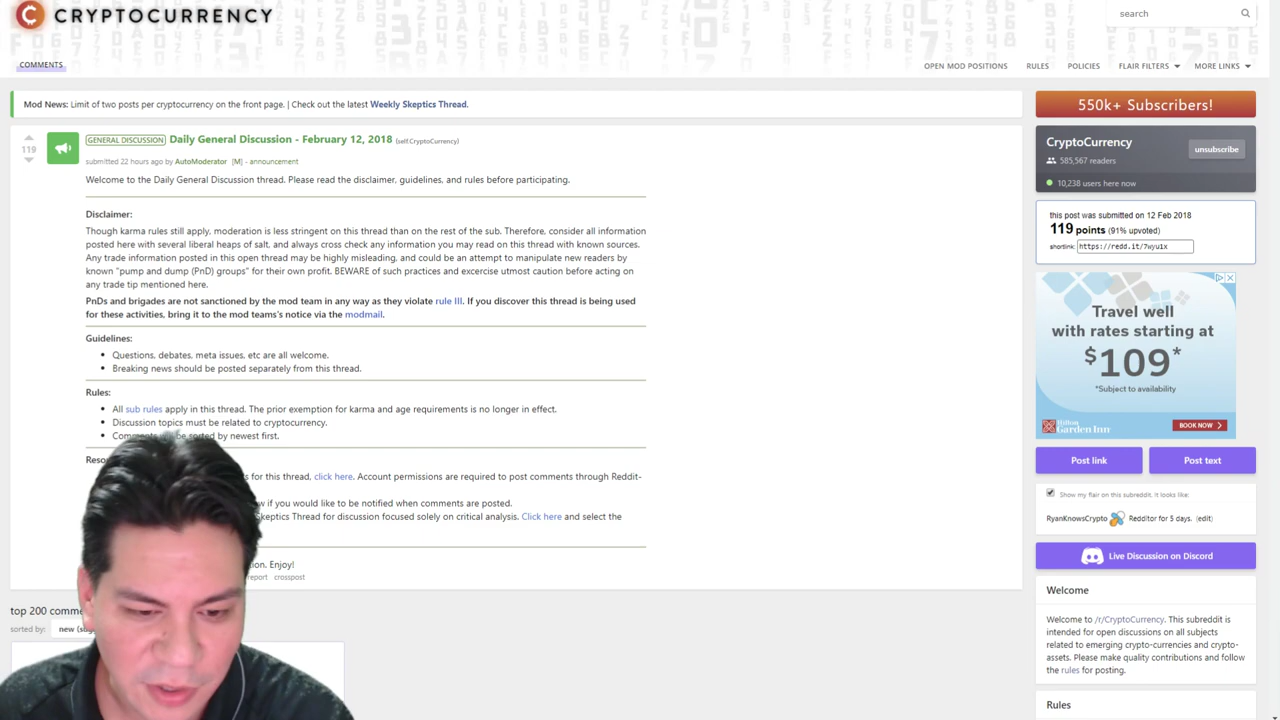 CRYPTOCURRENCY
search
COMMENTS
OPEN MOD POSITIONS RULES POLICIES FLAIR FILTERS MORE LINKS
Mod News: Limit of two posts per cryptocurrency on the front page. | Check out the latest Weekly Skeptics Thread.
119
GENERAL DISCUSSION Daily General Discussion - February 12, 2018 (self.CryptoCurrency)
submitted 22 hours ago by AutoModerator [M] - announcement
Welcome to the Daily General Discussion thread. Please read the disclaimer, guidelines, and rules before participating.
Disclaimer:
Though karma rules still apply, moderation is less stringent on this thread than on the rest of the sub. Therefore, consider all information
posted here with several liberal heaps of salt, and always cross check any information you may read on this thread with known sources.
Any trade information posted in this open thread may be highly misleading, and could be an attempt to manipulate new readers by
known "pump and dump (PnD) groups" for their own profit. BEWARE of such practices and excercise utmost caution before acting on
any trade tip mentioned here.
PnDs and brigades are not sanctioned by the mod team in any way as they violate rule III. If you discover this thread is being used
for these activities, bring it to the mod teams's notice via the modmail.
Guidelines:
Questions, debates, meta issues, etc are all welcome.
Breaking news should be posted separately from this thread.
Rules:
All sub rules apply in this thread. The prior exemption for karma and age requirements is no longer in effect.
Discussion topics must be related to cryptocurrency.
sorted by newest first.
s for this thread, click here. Account permissions are required to post comments through Reddit-
w if you would like to be notified when comments are posted.
Skeptics Thread for discussion focused solely on critical analysis. Click here and select the
ion. Enjoy!
report crosspost
top 200 comme
sorted by: new
550k+ Subscribers!
CryptoCurrency
unsubscribe
585,567 readers
10,238 users here now
this post was submitted on 12 Feb 2018
119 points (91% upvoted)
shortlink: https://redd.it/7wyu1x
Travel well
with rates starting at
$109*
*Subject to availability
Hilton
Garden Inn
BOOK NOW
Post link Post text
Show my flair on this subreddit. It looks like:
RyanKnowsCrypto Redditor for 5 days. (edit)
Live Discussion on Discord
Welcome
Welcome to /r/CryptoCurrency. This subreddit is
intended for open discussions on all subjects
related to emerging crypto-currencies and crypto-
assets. Please make quality contributions and follow
the rules for posting.
Rules